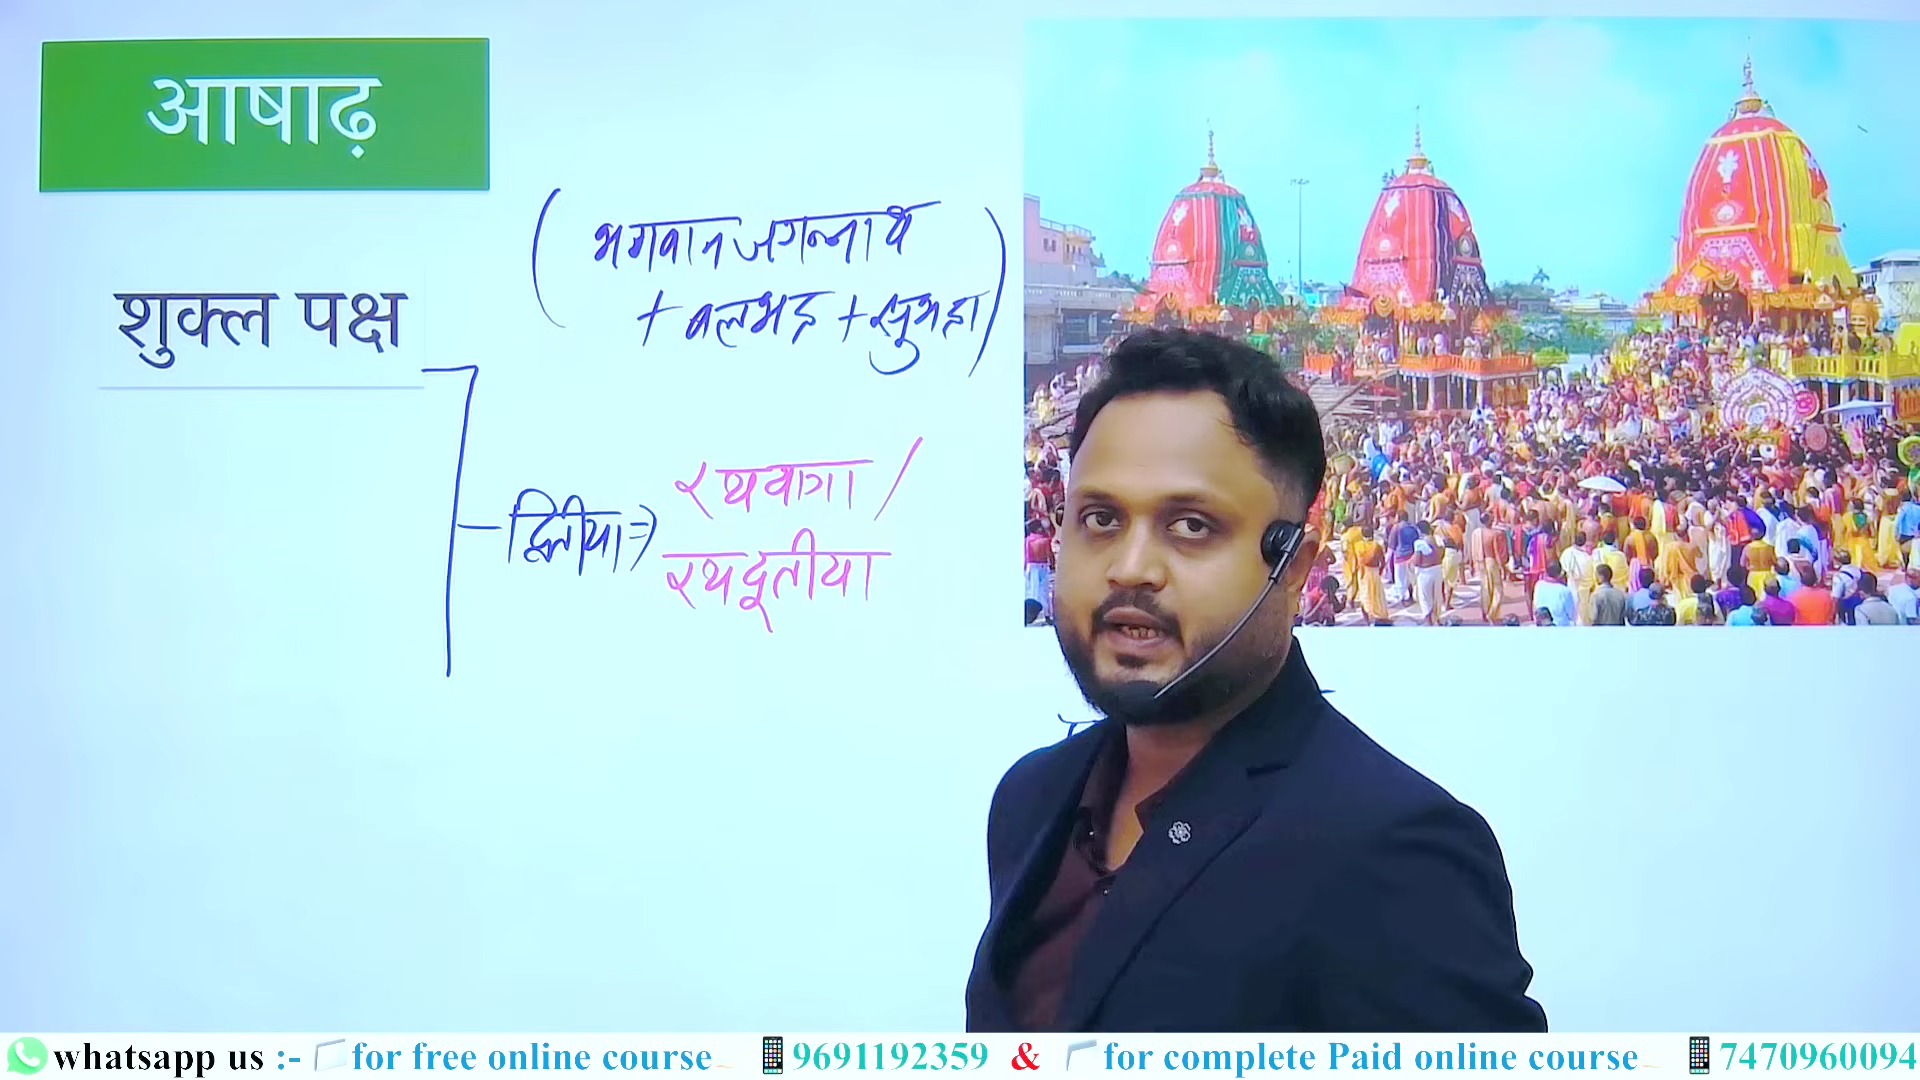 आषाढ़
शुक्ल पक्ष
( भगवान जगन्नाथ
+ बलभद्र + सुभद्रा )
द्वितीया ⇒ रथयात्रा /
रथदूतीया
whatsapp us :- for free online course 9691192359 & for complete Paid online course 7470960094